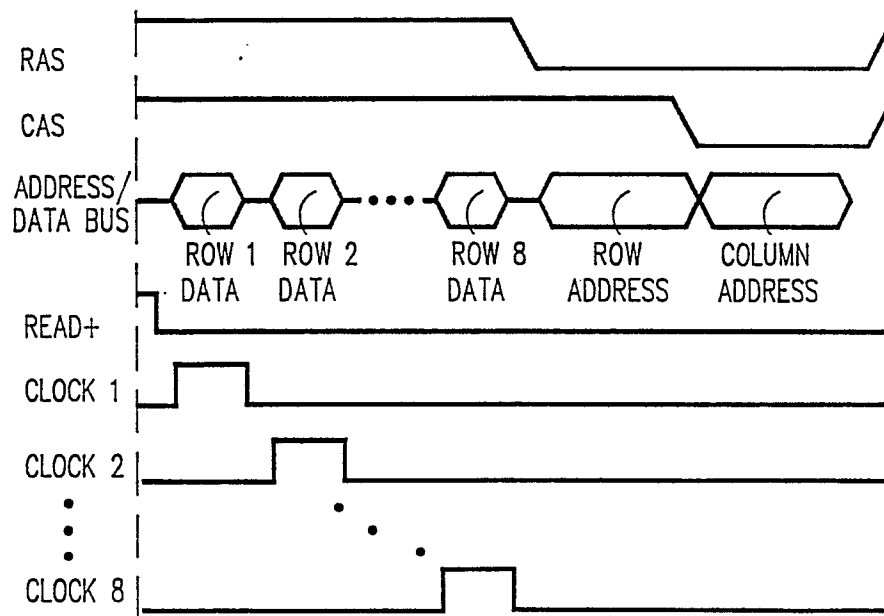 RAS
CAS
ADDRESS/
DATA BUS
ROW 1
DATA
ROW 2
DATA
ROW 8
DATA
ROW
ADDRESS
COLUMN
ADDRESS
READ+
CLOCK 1
CLOCK 2
CLOCK 8